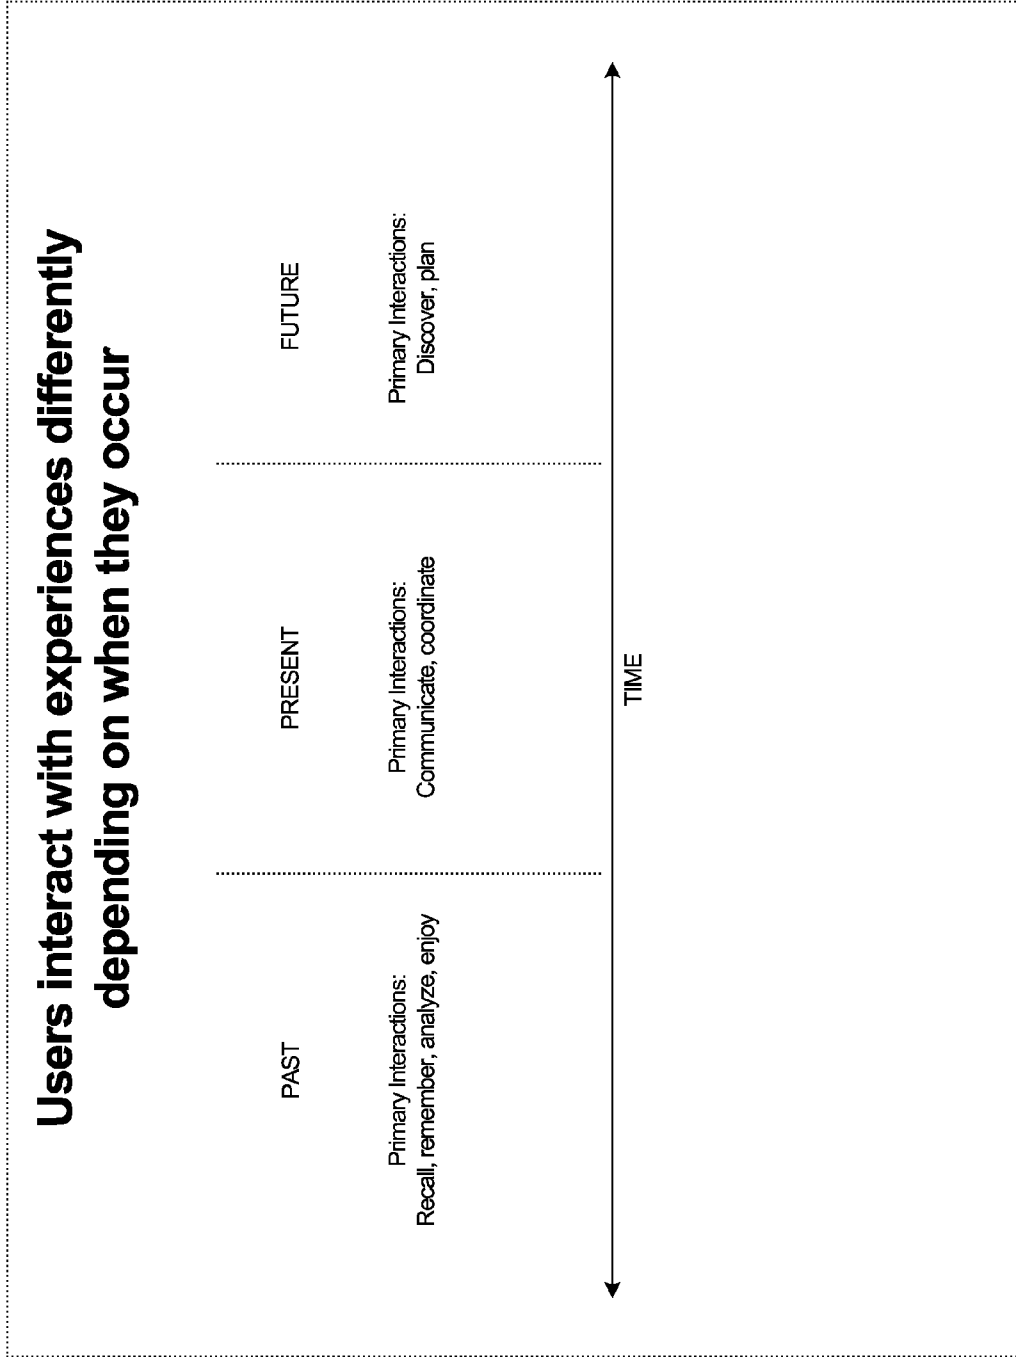 Users interact with experiences differently
depending on when they occur
PAST
PRESENT
FUTURE
Primary Interactions:
Recall, remember, analyze, enjoy
Primary Interactions:
Communicate, coordinate
Primary Interactions:
Discover, plan
TIME